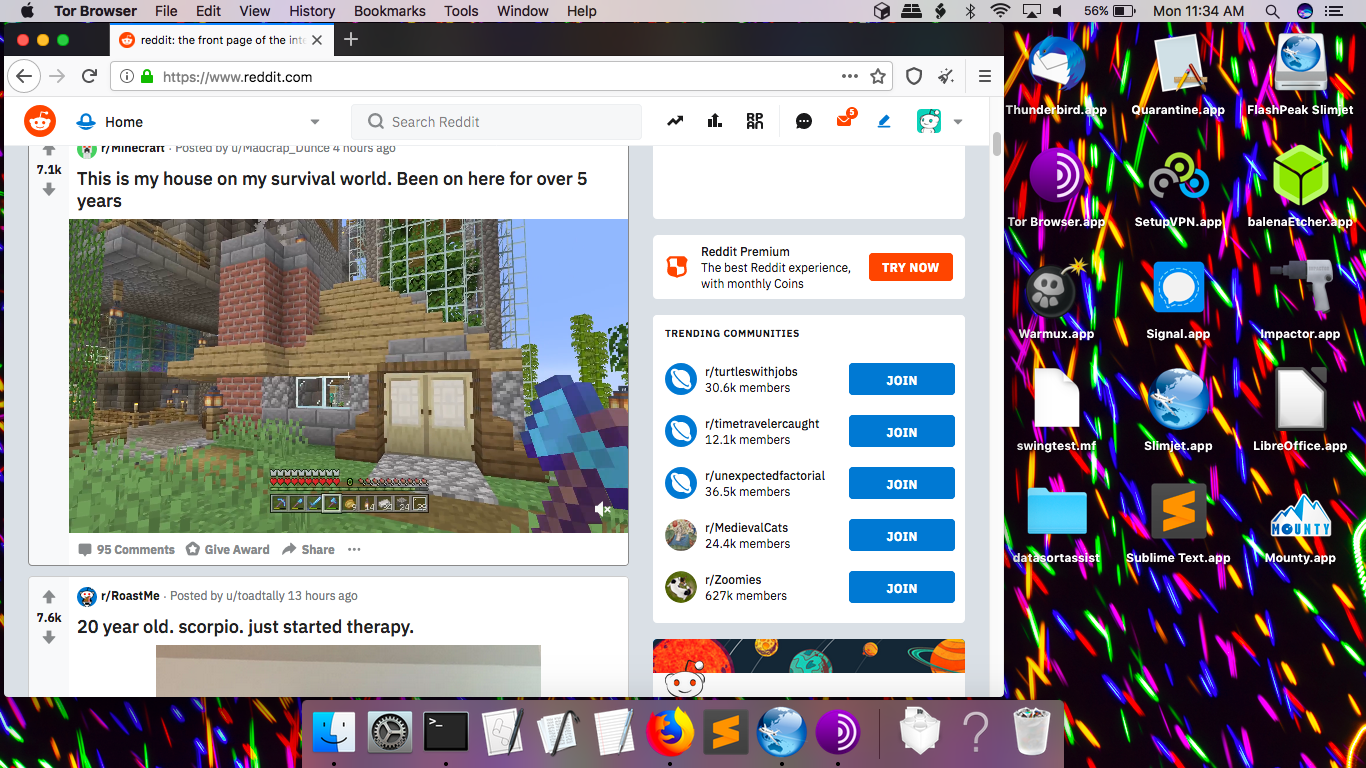 Tor Browser File Edit View History Bookmarks Tools Window Help 56% Mon 11:34 AM
reddit: the front page of the inte
https://www.reddit.com
Home
Search Reddit
RPAN
5
r/Minecraft · Posted by u/Madcrap_Dunce 4 hours ago
7.1k
This is my house on my survival world. Been on here for over 5
years
95 Comments Give Award Share
r/RoastMe · Posted by u/toadtally 13 hours ago
7.6k
20 year old. scorpio. just started therapy.
Reddit Premium
The best Reddit experience,
with monthly Coins
TRY NOW
TRENDING COMMUNITIES
r/turtleswithjobs
30.6k members
JOIN
r/timetravelercaught
12.1k members
JOIN
r/unexpectedfactorial
36.5k members
JOIN
r/MedievalCats
24.4k members
JOIN
r/Zoomies
627k members
JOIN
Thunderbird.app Quarantine.app FlashPeak Slimjet
Tor Browser.app SetupVPN.app balenaEtcher.app
Warmux.app Signal.app Impactor.app
swingtest.mf Slimjet.app LibreOffice.app
MOUNTY
datasortassist Sublime Text.app Mounty.app
>_
?